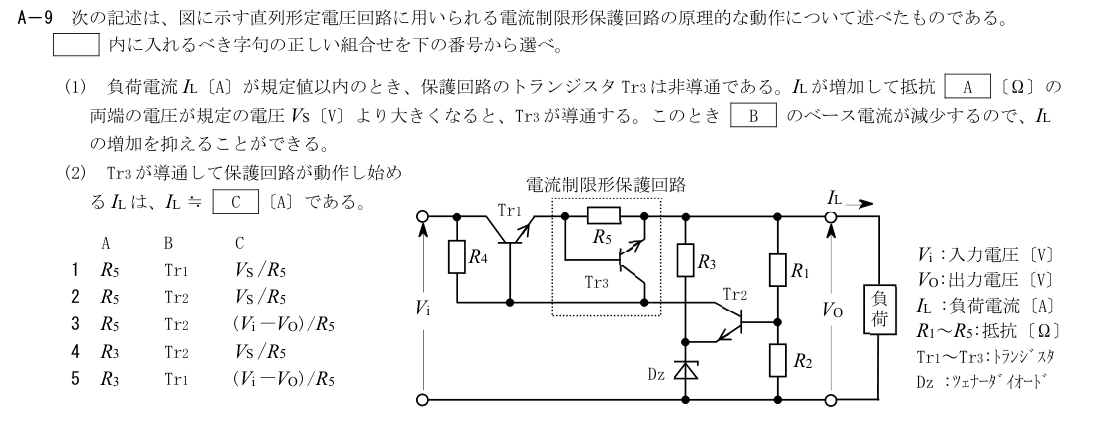 A－9 次の記述は、図に示す直列形定電圧回路に用いられる電流制限形保護回路の原理的な動作について述べたものである。
内に入れるべき字句の正しい組合せを下の番号から選べ。
(1) 負荷電流 IL〔A〕が規定値以内のとき、保護回路のトランジスタ Tr3 は非導通である。IL が増加して抵抗 A 〔Ω〕の
両端の電圧が規定の電圧 VS〔V〕より大きくなると、Tr3 が導通する。このとき B のベース電流が減少するので、IL
の増加を抑えることができる。
(2) Tr3 が導通して保護回路が動作し始め
る IL は、IL ≒ C 〔A〕である。
A B C
1 R5 Tr1 VS/R5
2 R5 Tr2 VS/R5
3 R5 Tr2 (Vi－VO)/R5
4 R3 Tr2 VS/R5
5 R3 Tr1 (Vi－VO)/R5
電流制限形保護回路
IL
Tr1
R5
R4
Tr3
R3
R1
Tr2
Vi
VO
負荷
R2
Dz
Vi：入力電圧〔V〕
VO：出力電圧〔V〕
IL：負荷電流〔A〕
R1～R5：抵抗〔Ω〕
Tr1～Tr3：ﾄﾗﾝｼﾞｽﾀ
Dz：ﾂｪﾅｰﾀﾞｲｵｰﾄﾞ